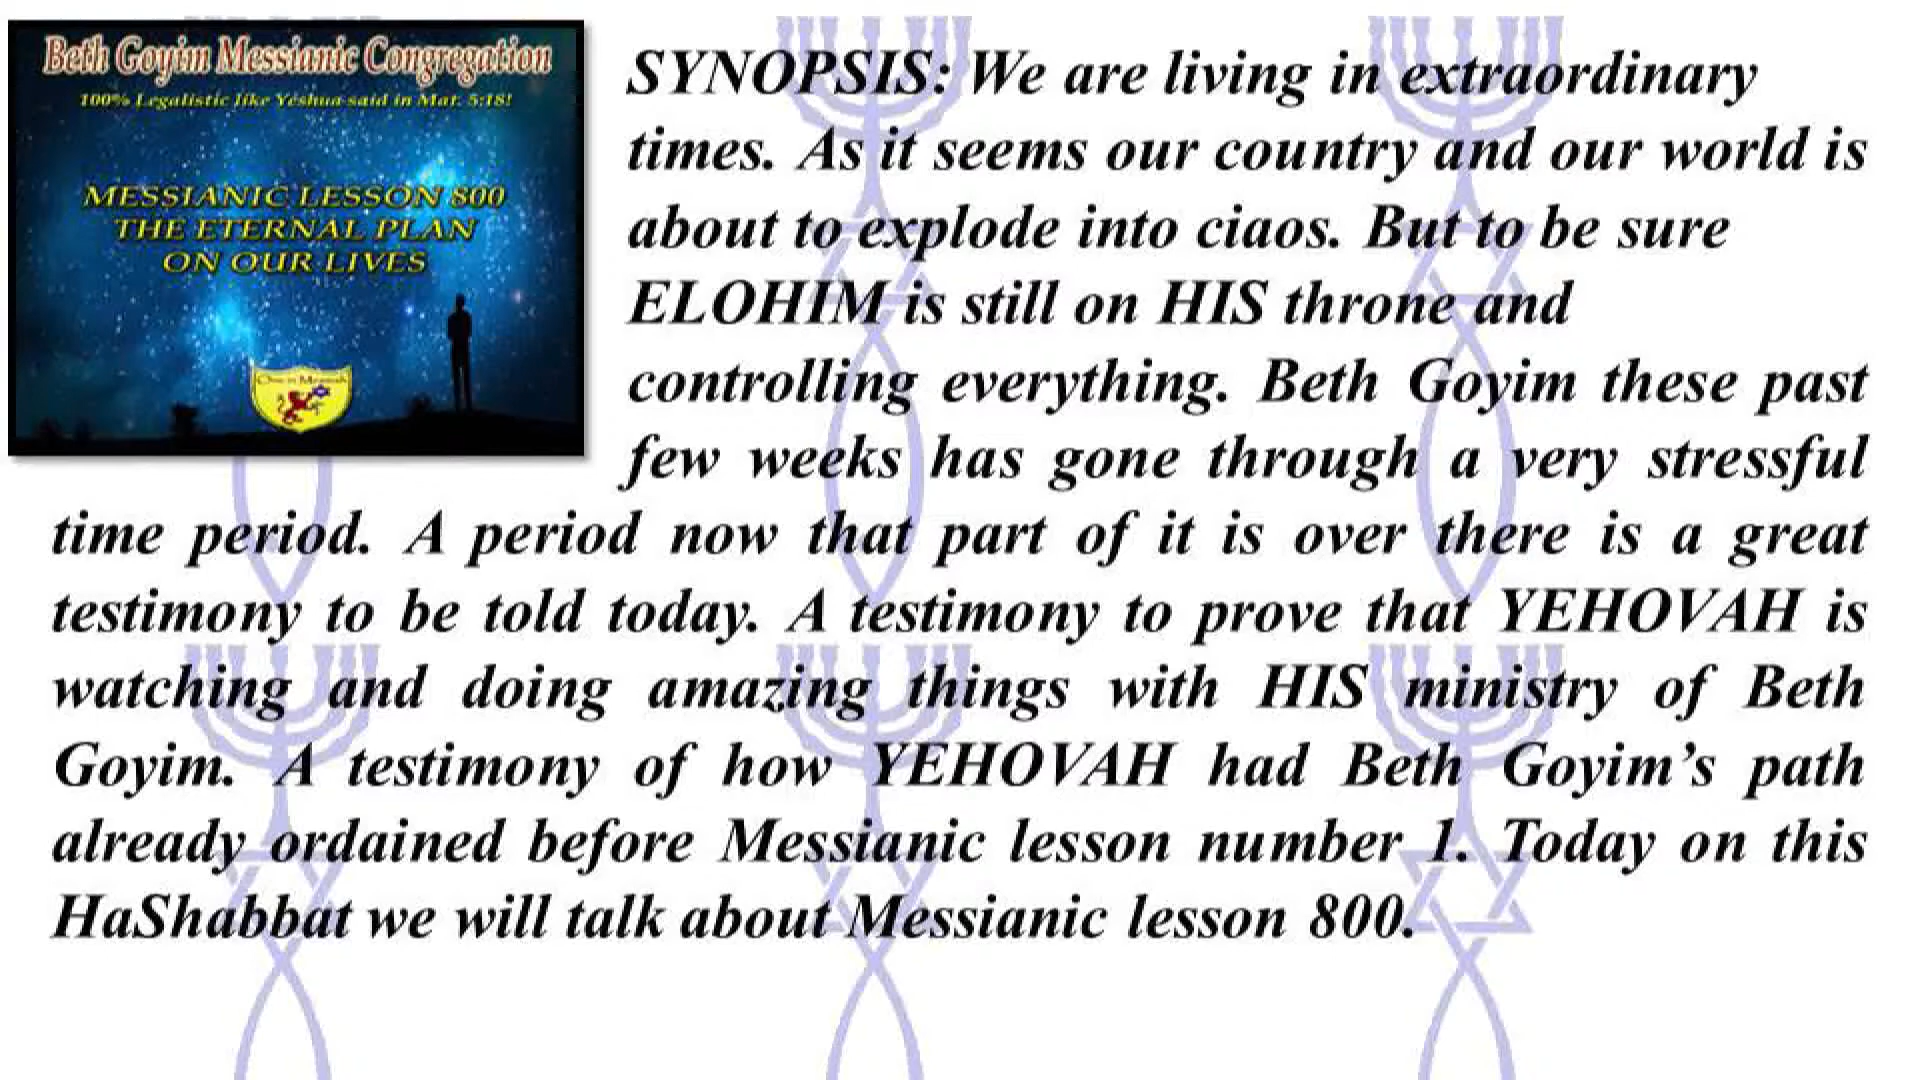 Beth Goyim Messianic Congregation
100% Legalistic like Yeshua said in Mat. 5:18!
MESSIANIC LESSON 800
THE ETERNAL PLAN
ON OUR LIVES
One in Messiah
SYNOPSIS: We are living in extraordinary
times. As it seems our country and our world is
about to explode into ciaos. But to be sure
ELOHIM is still on HIS throne and
controlling everything. Beth Goyim these past
few weeks has gone through a very stressful
time period. A period now that part of it is over there is a great
testimony to be told today. A testimony to prove that YEHOVAH is
watching and doing amazing things with HIS ministry of Beth
Goyim. A testimony of how YEHOVAH had Beth Goyim’s path
already ordained before Messianic lesson number 1. Today on this
HaShabbat we will talk about Messianic lesson 800.